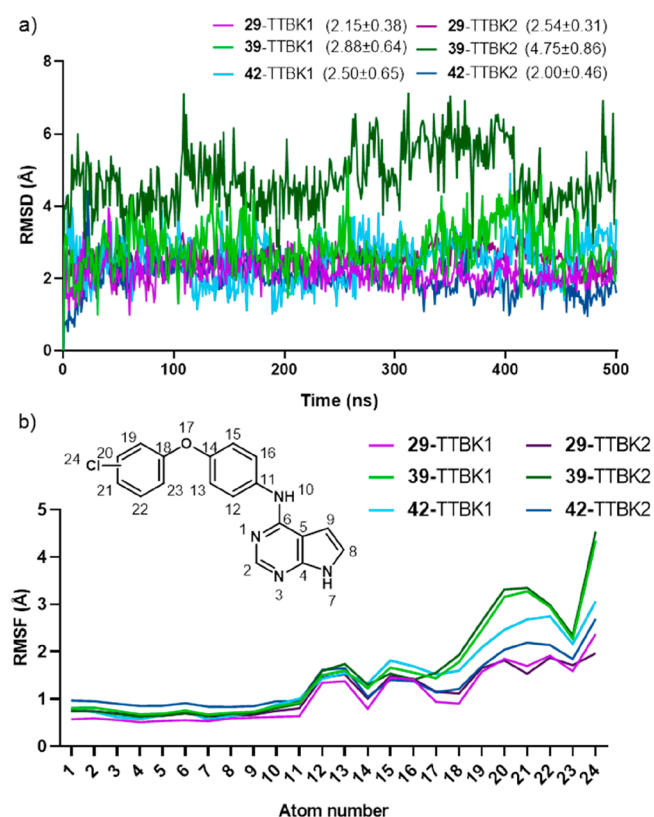 a)
29-TTBK1 (2.15±0.38) 29-TTBK2 (2.54±0.31)
39-TTBK1 (2.88±0.64) 39-TTBK2 (4.75±0.86)
42-TTBK1 (2.50±0.65) 42-TTBK2 (2.00±0.46)
RMSD (Å)
8
6
4
2
0
0 100 200 300 400 500
Time (ns)
b)
29-TTBK1 29-TTBK2
39-TTBK1 39-TTBK2
42-TTBK1 42-TTBK2
17
19 O 15
20 18 14 16
24 Cl
21 23 13 11 NH 10
22 12
6 9
1 N 5
8
2 N 4 N
3 H
7
RMSF (Å)
5
4
3
2
1
0
1 2 3 4 5 6 7 8 9 10 11 12 13 14 15 16 17 18 19 20 21 22 23 24
Atom number